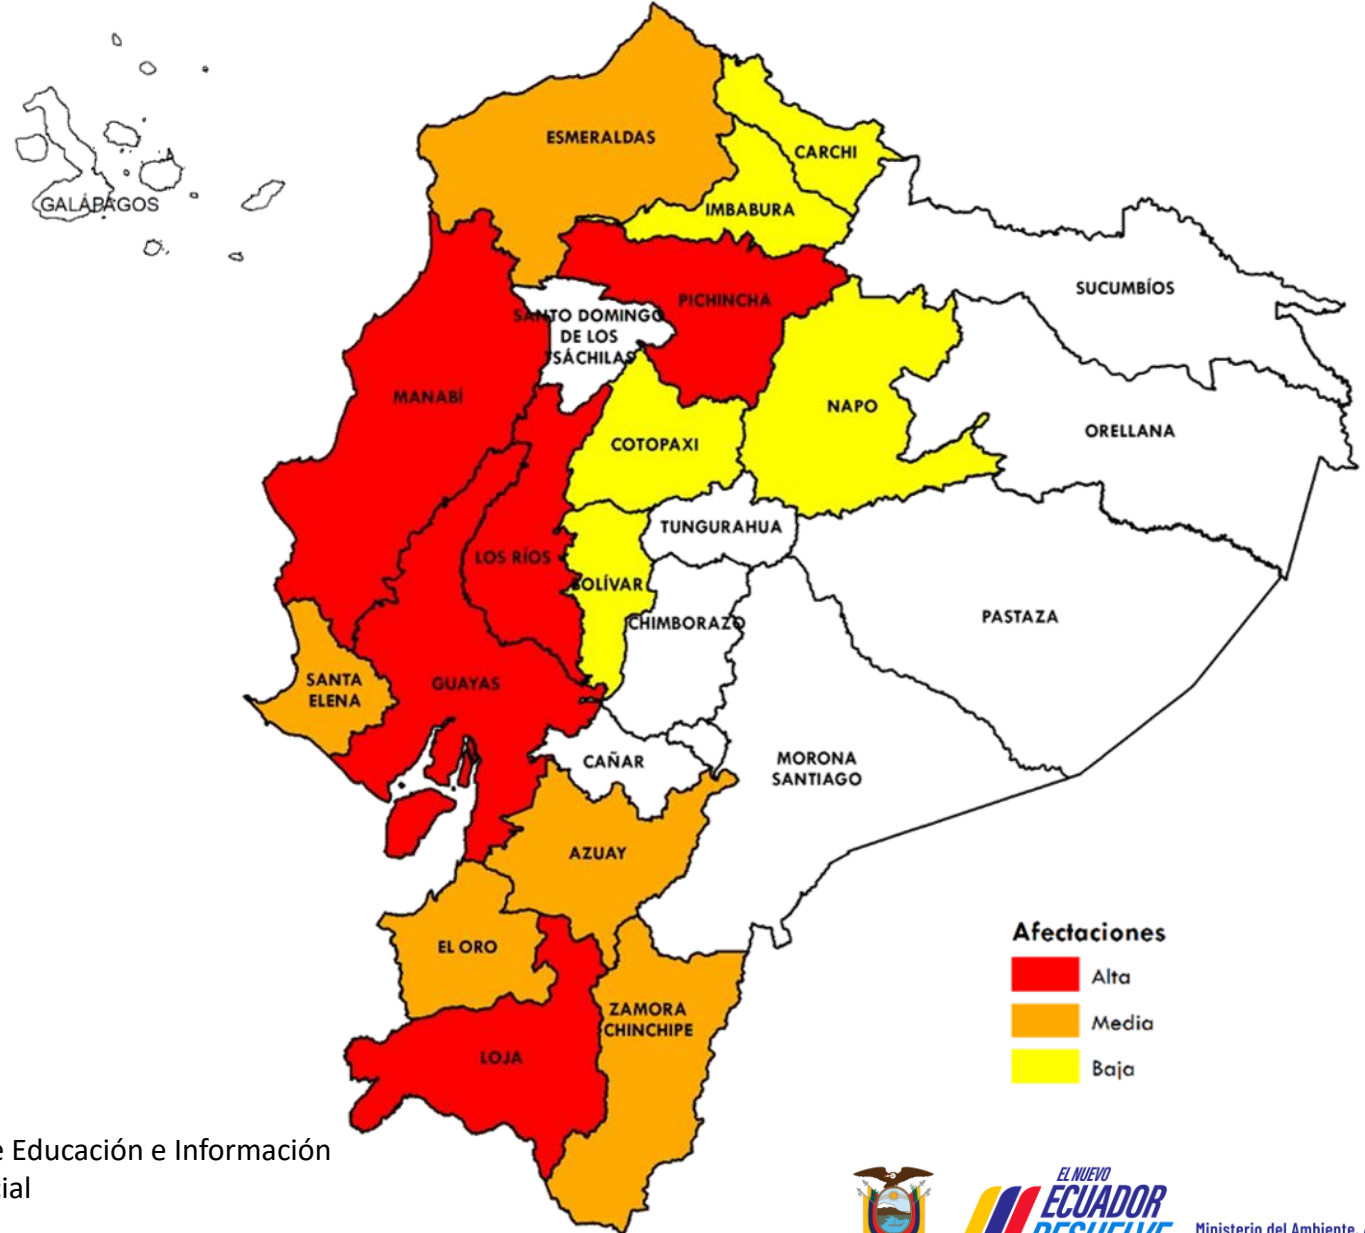 ESMERALDAS
CARCHI
GALÁPAGOS
IMBABURA
SUCUMBÍOS
PICHINCHA
SANTO DOMINGO
DE LOS
TSÁCHILAS
MANABÍ
NAPO
ORELLANA
COTOPAXI
TUNGURAHUA
LOS RÍOS
BOLÍVAR
PASTAZA
CHIMBORAZO
SANTA
ELENA
GUAYAS
CAÑAR
MORONA
SANTIAGO
AZUAY
EL ORO
Afectaciones
Alta
Media
Baja
ZAMORA
CHINCHIPE
LOJA
e Educación e Información
cial
EL NUEVO
ECUADOR
RESUELVE
Ministerio del Ambiente,